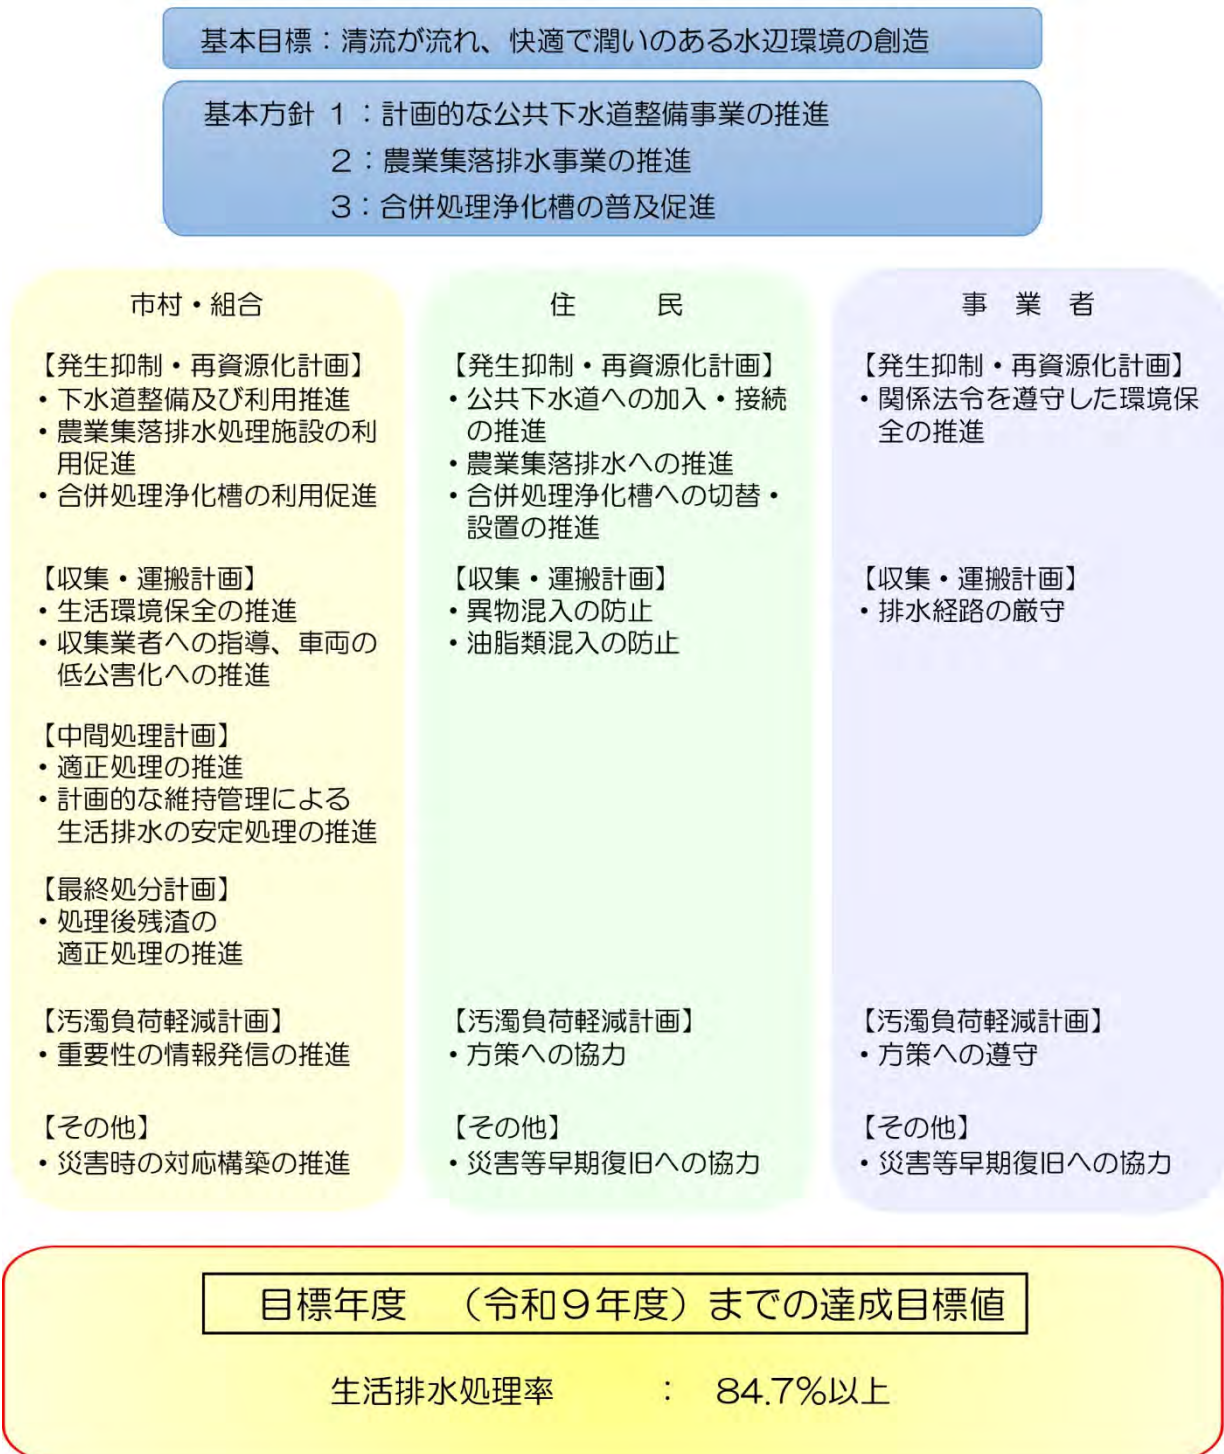 基本目標：清流が流れ、快適で潤いのある水辺環境の創造
基本方針 1：計画的な公共下水道整備事業の推進
2：農業集落排水事業の推進
3：合併処理浄化槽の普及促進
市村・組合
【発生抑制・再資源化計画】
・下水道整備及び利用推進
・農業集落排水処理施設の利
用促進
・合併処理浄化槽の利用促進
【収集・運搬計画】
・生活環境保全の推進
・収集業者への指導、車両の
低公害化への推進
【中間処理計画】
・適正処理の推進
・計画的な維持管理による
生活排水の安定処理の推進
【最終処分計画】
・処理後残渣の
適正処理の推進
【汚濁負荷軽減計画】
・重要性の情報発信の推進
【その他】
・災害時の対応構築の推進
住　　民
【発生抑制・再資源化計画】
・公共下水道への加入・接続
の推進
・農業集落排水への推進
・合併処理浄化槽への切替・
設置の推進
【収集・運搬計画】
・異物混入の防止
・油脂類混入の防止
【汚濁負荷軽減計画】
・方策への協力
【その他】
・災害等早期復旧への協力
事　業　者
【発生抑制・再資源化計画】
・関係法令を遵守した環境保
全の推進
【収集・運搬計画】
・排水経路の厳守
【汚濁負荷軽減計画】
・方策への遵守
【その他】
・災害等早期復旧への協力
目標年度　（令和９年度）までの達成目標値
生活排水処理率　　：　84.7%以上